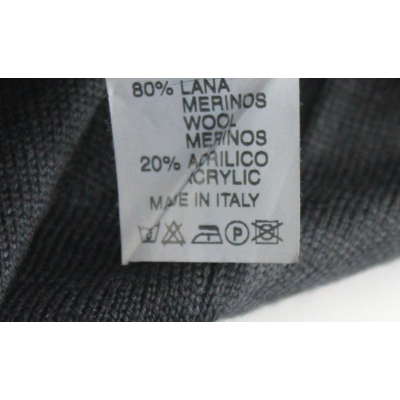 80% LANA
MERINOS
WOOL
MERINOS
20% ACRILICO
ACRYLIC
MADE IN ITALY
P